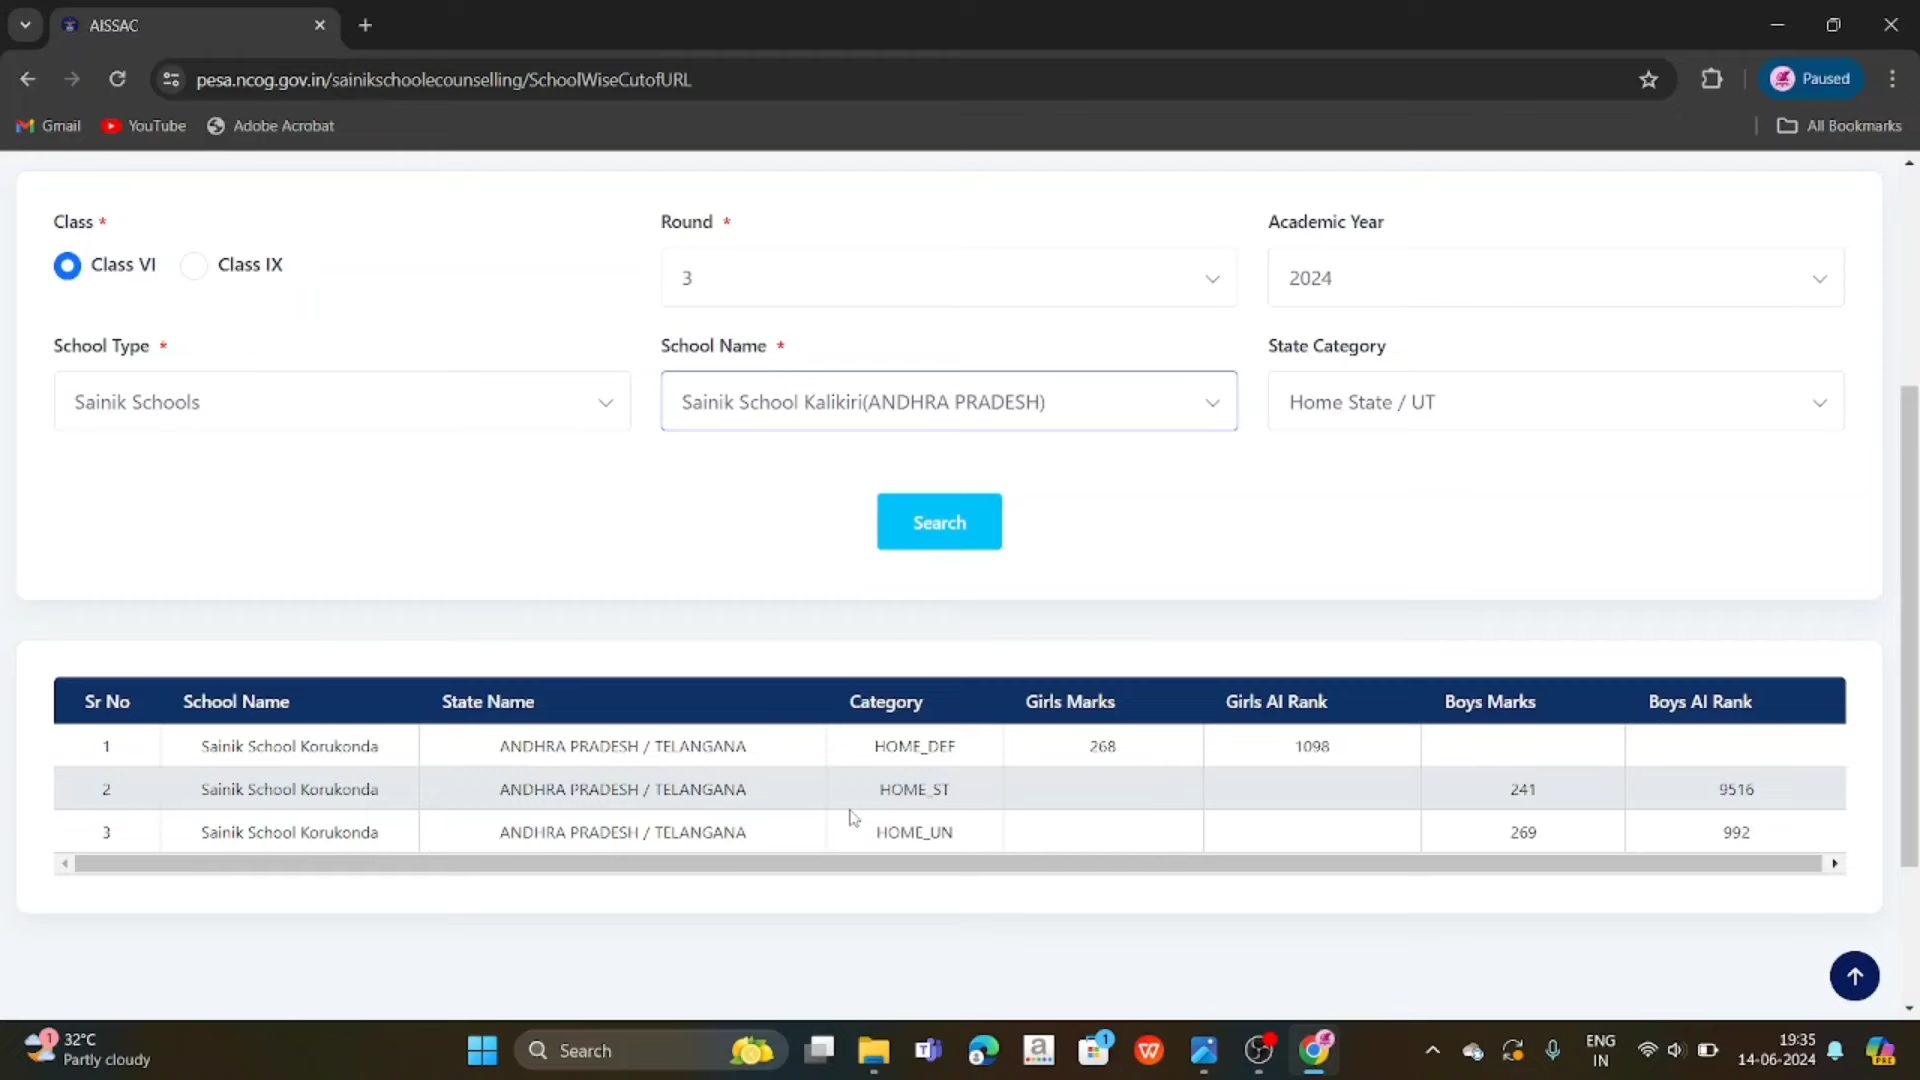 AISSAC
pesa.ncog.gov.in/sainikschoolecounselling/SchoolWiseCutofURL
Paused
Gmail YouTube Adobe Acrobat All Bookmarks
Class * Round * Academic Year
Class VI Class IX 3 2024
School Type * School Name * State Category
Sainik Schools Sainik School Kalikiri(ANDHRA PRADESH) Home State / UT
Search
Sr No School Name State Name Category Girls Marks Girls AI Rank Boys Marks Boys AI Rank
1 Sainik School Korukonda ANDHRA PRADESH / TELANGANA HOME_DEF 268 1098
2 Sainik School Korukonda ANDHRA PRADESH / TELANGANA HOME_ST 241 9516
3 Sainik School Korukonda ANDHRA PRADESH / TELANGANA HOME_UN 269 992
1 32°C
Partly cloudy
Search
1
ENG
IN
19:35
14-06-2024